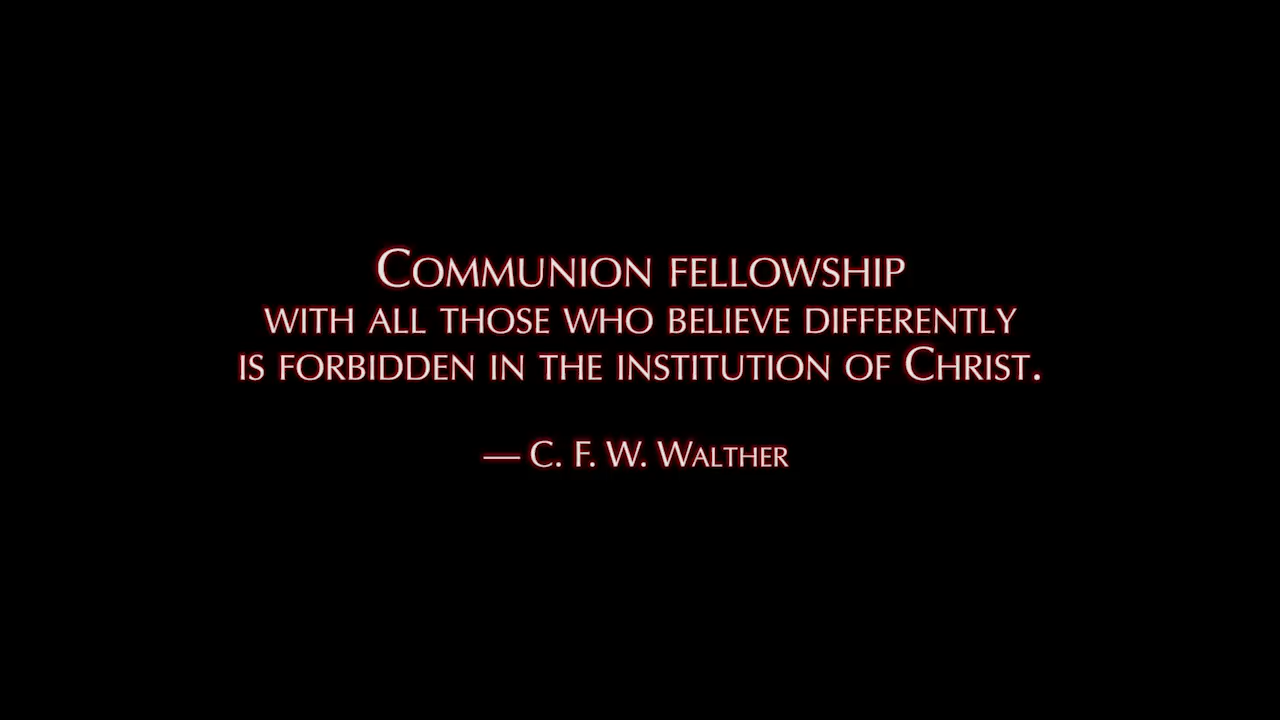 Communion fellowship
with all those who believe differently
is forbidden in the institution of Christ.
— C. F. W. Walther